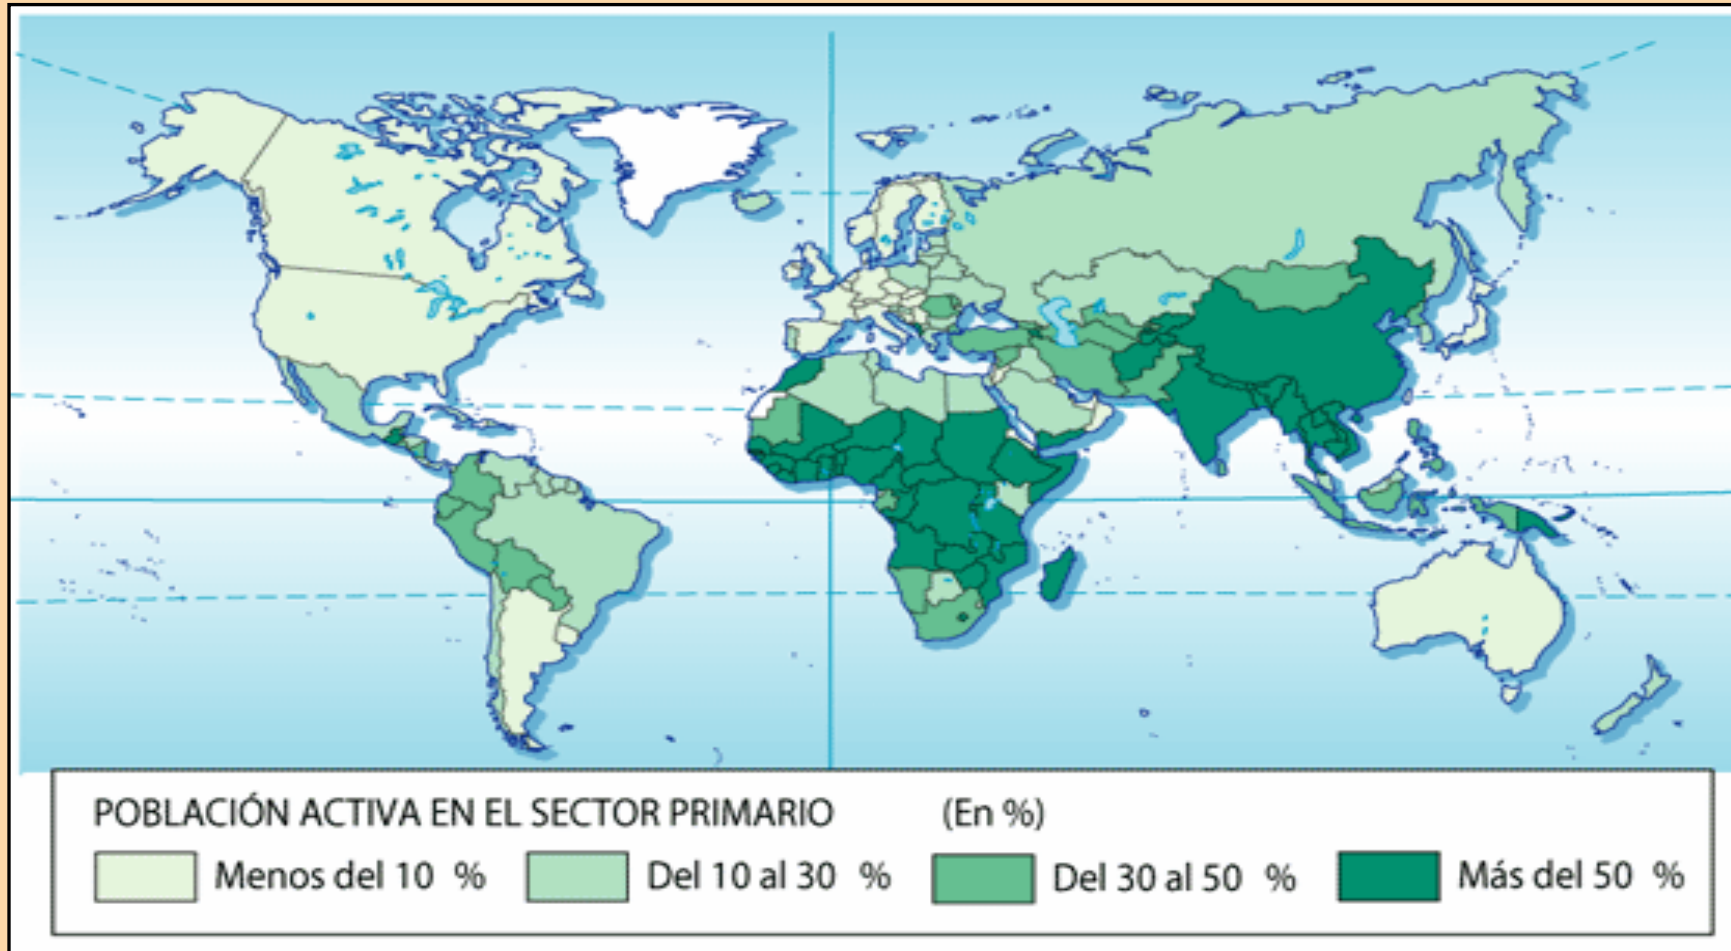 POBLACIÓN ACTIVA EN EL SECTOR PRIMARIO (En %)
Menos del 10 % Del 10 al 30 % Del 30 al 50 % Más del 50 %